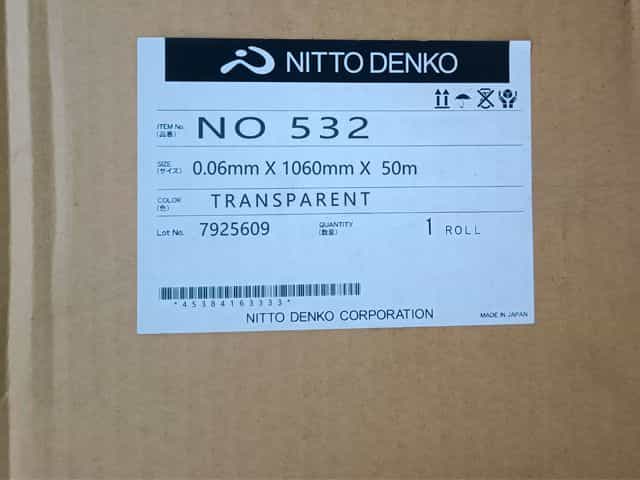 NITTO DENKO
ITEM No. NO 532
(品番)
SIZE 0.06mm X 1060mm X 50m
(サイズ)
COLOR TRANSPARENT
(色)
Lot No. 7925609 QUANTITY 1 ROLL
(数量)
*45384163333*
NITTO DENKO CORPORATION MADE IN JAPAN